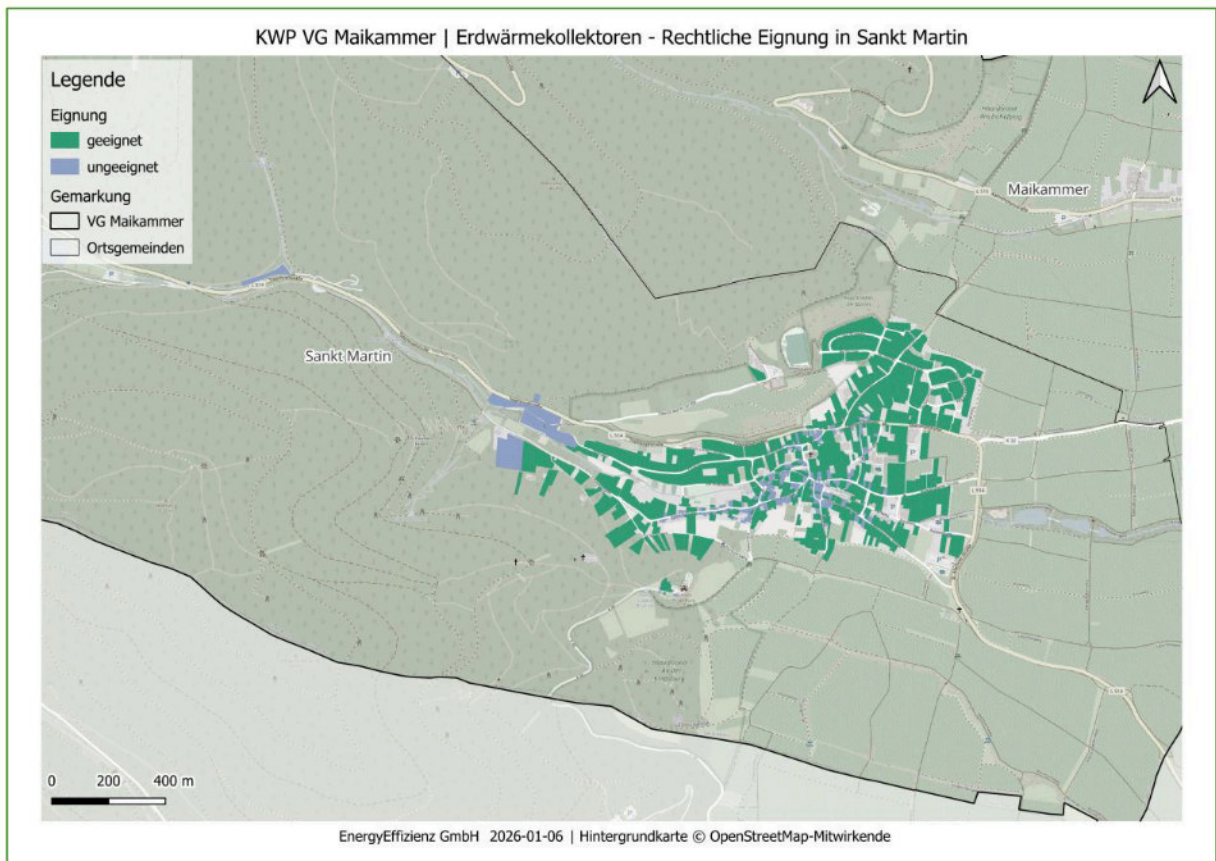 KWP VG Maikammer | Erdwärmekollektoren - Rechtliche Eignung in Sankt Martin
Legende
Eignung
geeignet
ungeeignet
Gemarkung
VG Maikammer
Ortsgemeinden
Maikammer
Sankt Martin
L 514
P
P
0 200 400 m
EnergyEffizienz GmbH 2026-01-06 | Hintergrundkarte © OpenStreetMap-Mitwirkende